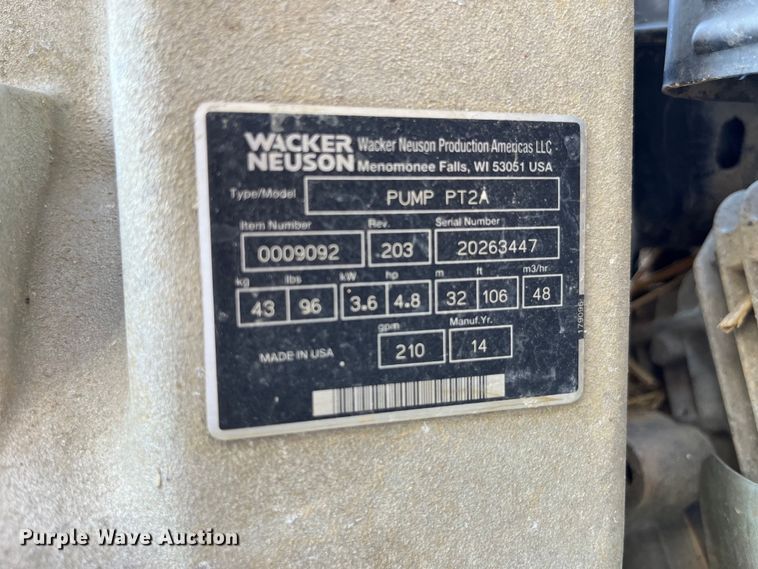 WACKER NEUSON
Wacker Neuson Production Americas LLC
Menomonee Falls, WI 53051 USA
Type/Model PUMP PT2A
Item Number Rev. Serial Number
0009092 203 20263447
kg lbs kW hp m ft m3/hr
43 96 3.6 4.8 32 106 48
gpm Manuf.Yr.
MADE IN USA 210 14
179096
Purple Wave Auction